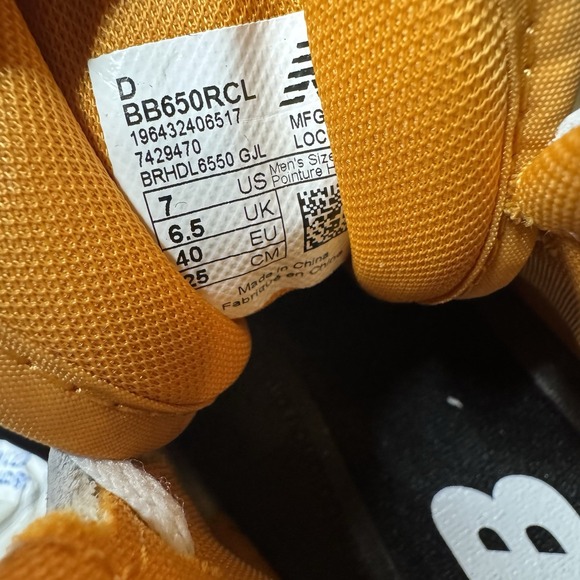 D
BB650RCL
196432406517
7429470
BRHDL6550 GJL
MFG
LOC
7 US Men's Size
Pointure
6.5 UK
40 EU
25 CM
Made in China
Fabriqué en Chine
B